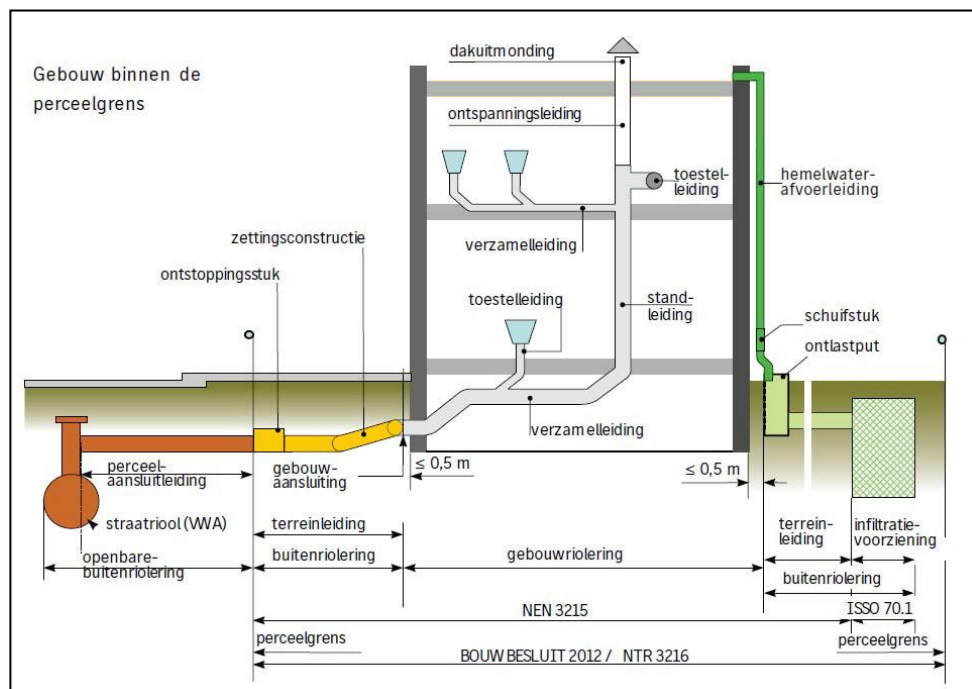 Gebouw binnen de
perceelgrens
dakuitmonding
ontspanningsleiding
toestel-
leiding
hemelwater-
afvoerleiding
verzamelleiding
zettingsconstructie
ontstoppingsstuk
toestelleiding
stand-
leiding
schuifstuk
ontlastput
verzamelleiding
gebouw-
aansluiting
≤ 0,5 m
≤ 0,5 m
perceel-
aansluitleiding
straatriool (VWA)
openbare-
buitenriolering
terreinleiding
buitenriolering
gebouwriolering
terrein-
leiding
infiltratie-
voorziening
buitenriolering
NEN 3215
ISSO 70.1
perceelgrens
perceelgrens
BOUWBESLUIT 2012 / NTR 3216